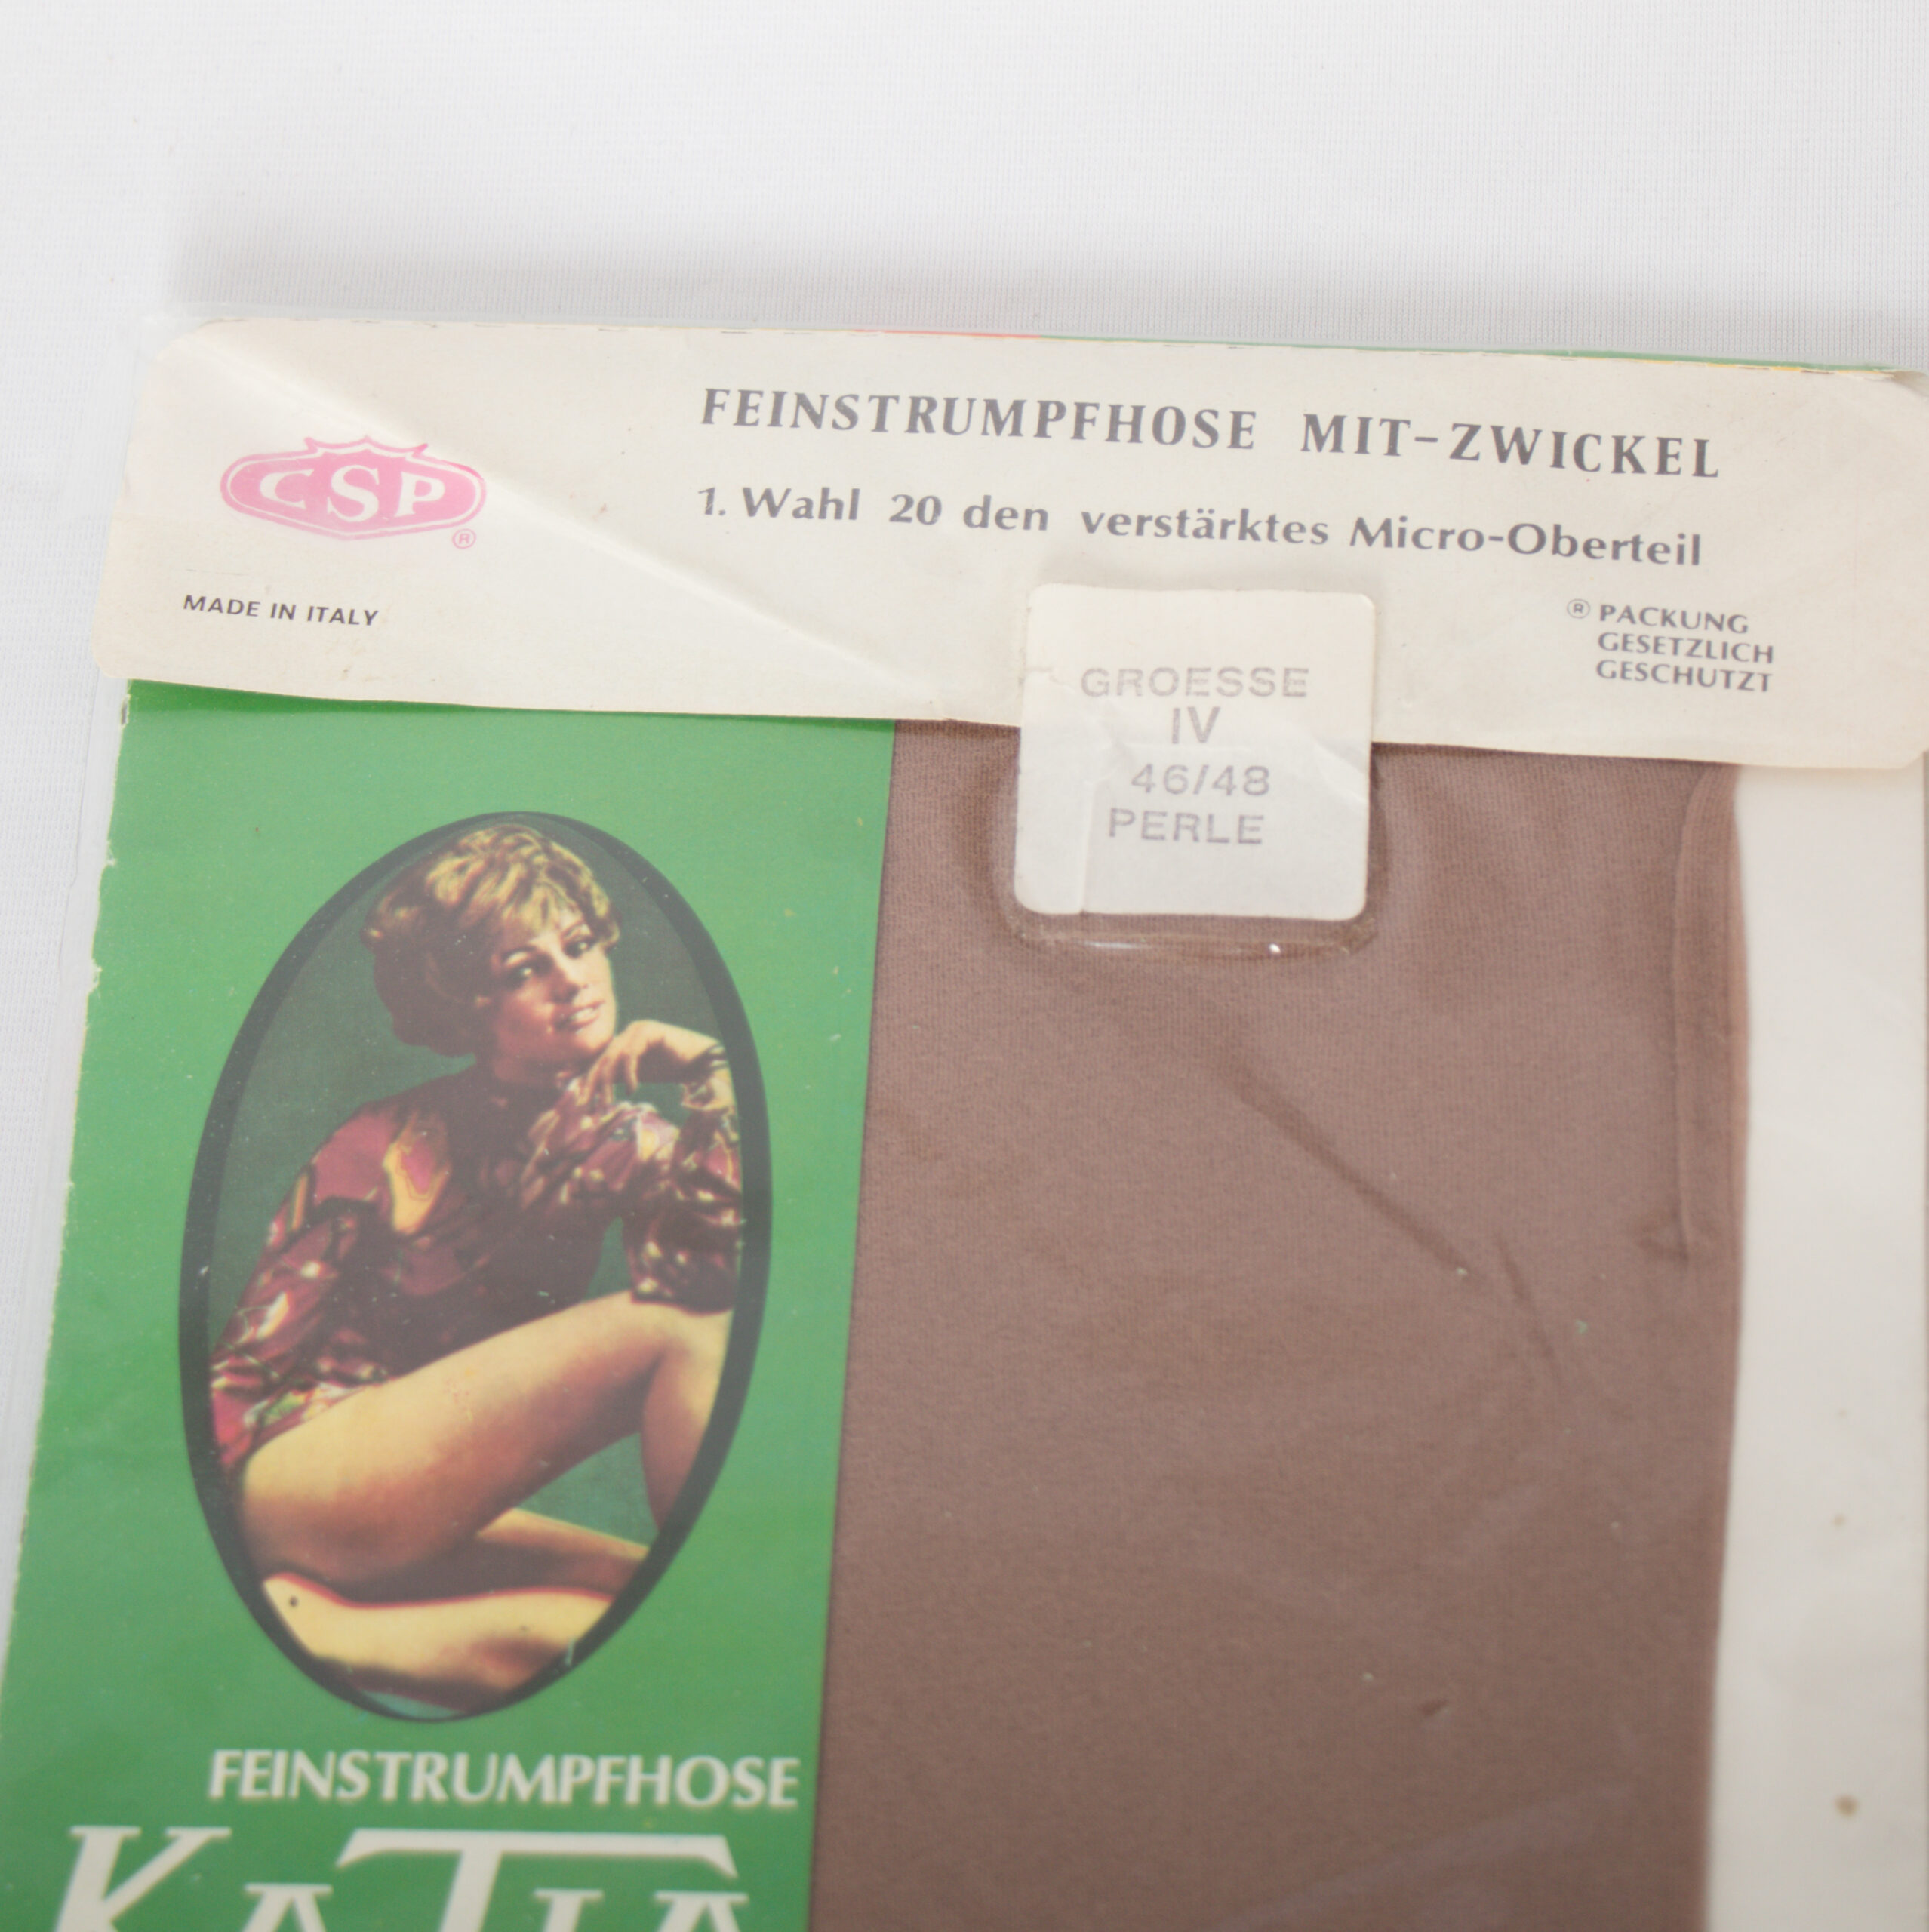 FEINSTRUMPFHOSE MIT-ZWICKEL
1. Wahl 20 den verstärktes Micro-Oberteil
CSP
®
MADE IN ITALY
® PACKUNG
GESETZLICH
GESCHUTZT
GROESSE
IV
46/48
PERLE
FEINSTRUMPFHOSE
KATIA